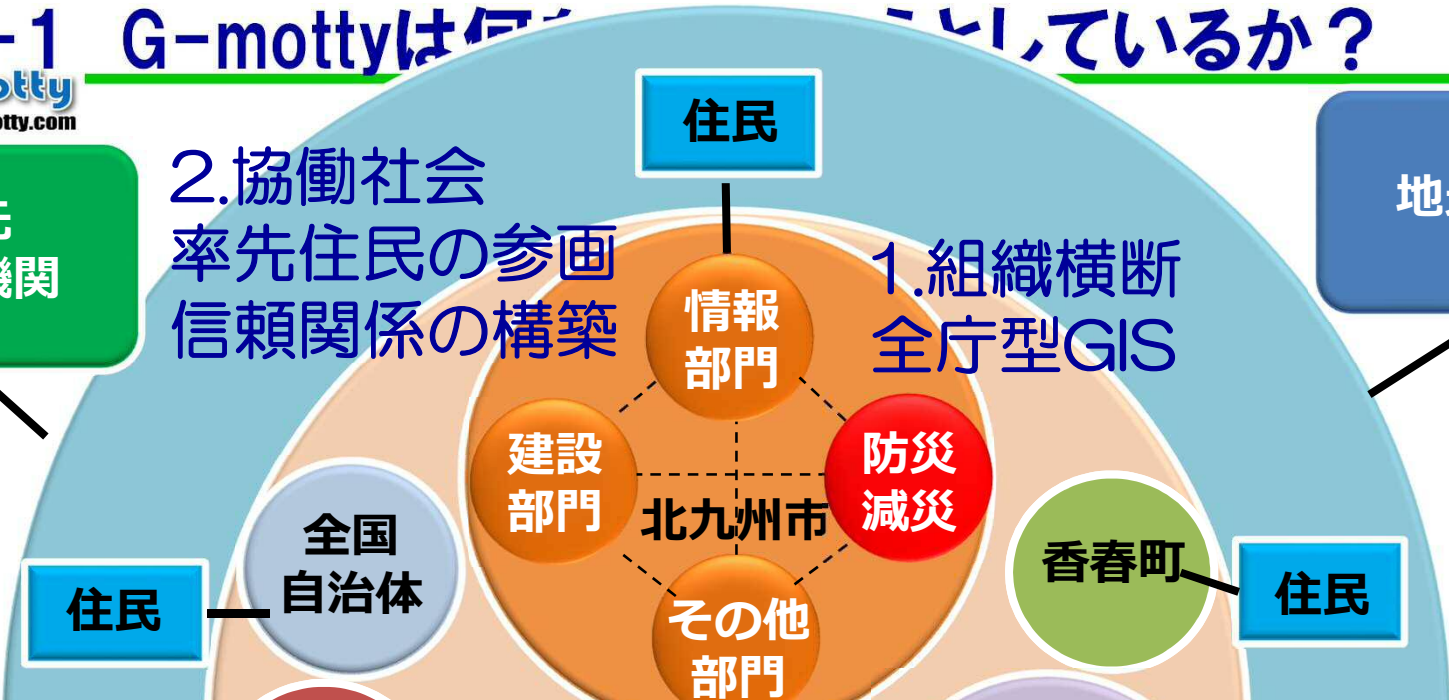 -1 G-mottyは何を としているか？
otty
otty.com
住民
2.協働社会
率先住民の参画
信頼関係の構築
1.組織横断
全庁型GIS
機関
情報
部門
建設
部門
防災
減災
北九州市
全国
自治体
香春町
住民
住民
その他
部門